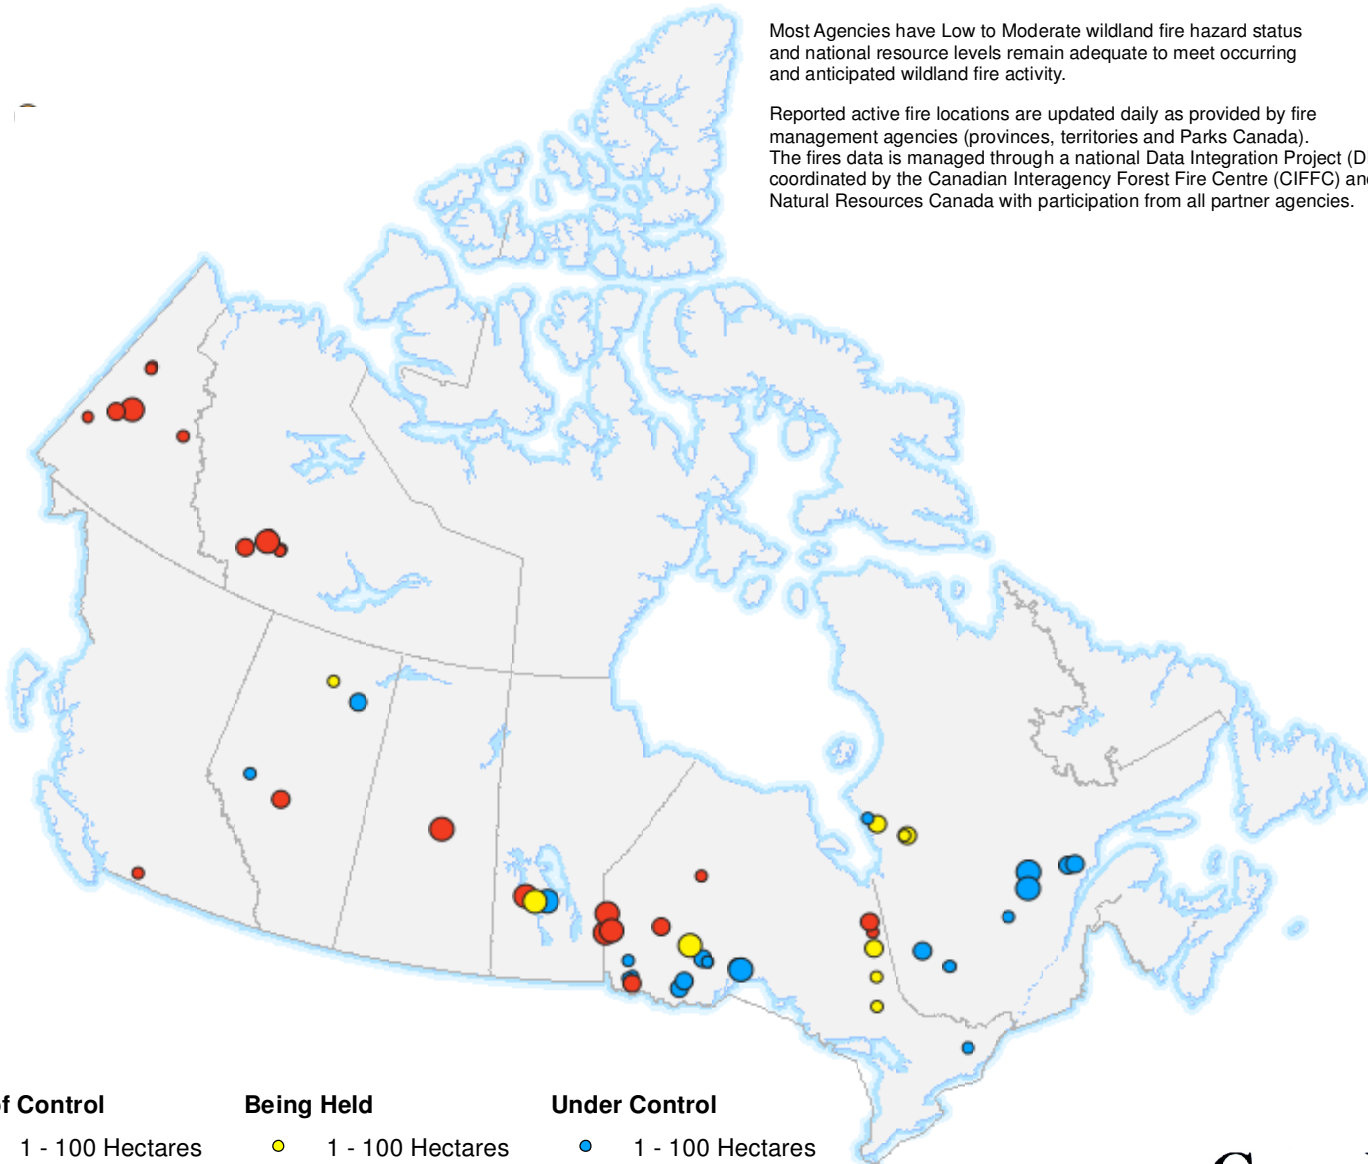 Most Agencies have Low to Moderate wildland fire hazard status
and national resource levels remain adequate to meet occurring
and anticipated wildland fire activity.
Reported active fire locations are updated daily as provided by fire
management agencies (provinces, territories and Parks Canada).
The fires data is managed through a national Data Integration Project (D
coordinated by the Canadian Interagency Forest Fire Centre (CIFFC) and
Natural Resources Canada with participation from all partner agencies.
of Control Being Held Under Control
1 - 100 Hectares 1 - 100 Hectares 1 - 100 Hectares